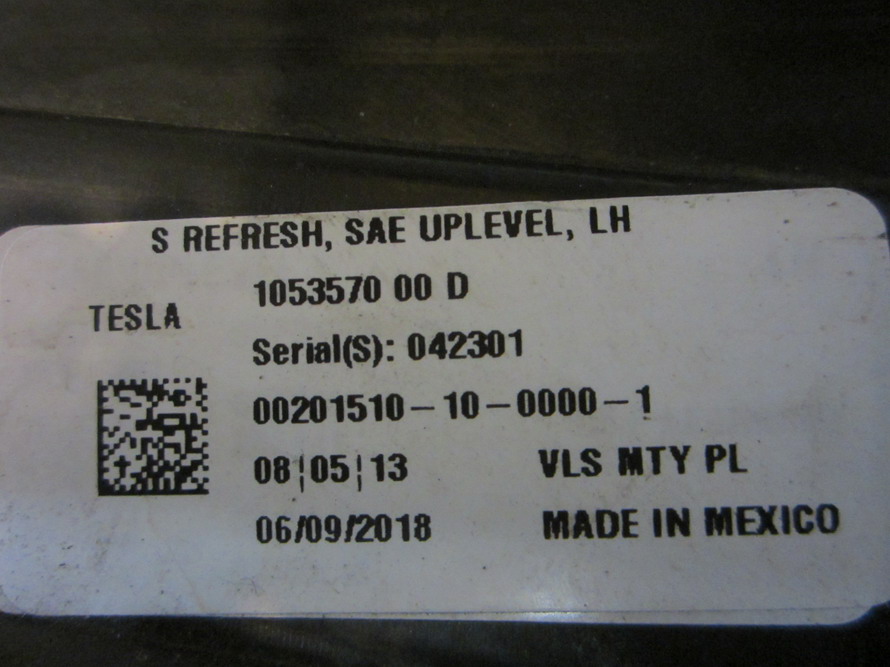 S REFRESH, SAE UPLEVEL, LH
1053570 00 D
TESLA
Serial(S): 042301
00201510-10-0000-1
08¦05¦13 VLS MTY PL
06/09/2018 MADE IN MEXICO